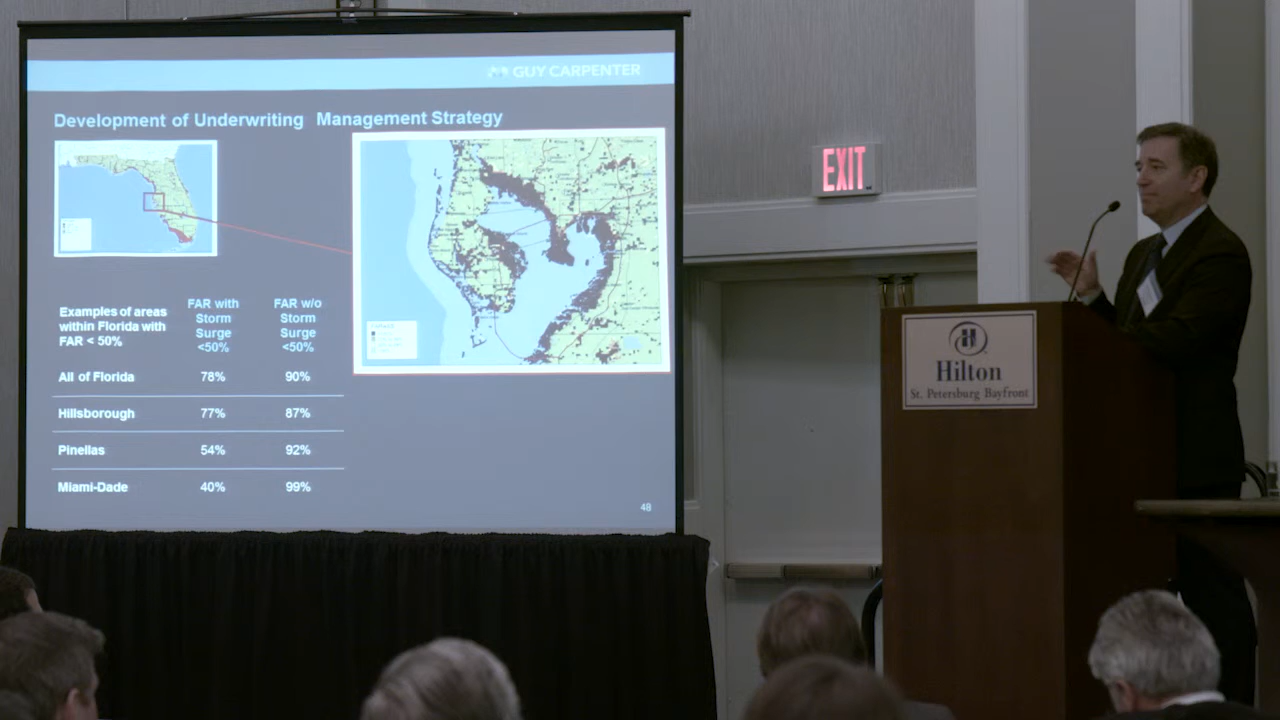 GUY CARPENTER
Development of Underwriting Management Strategy
Examples of areas
within Florida with
FAR < 50%
FAR with
Storm
Surge
<50%
FAR w/o
Storm
Surge
<50%
All of Florida 78% 90%
Hillsborough 77% 87%
Pinellas 54% 92%
Miami-Dade 40% 99%
48
EXIT
Hilton
St. Petersburg Bayfront